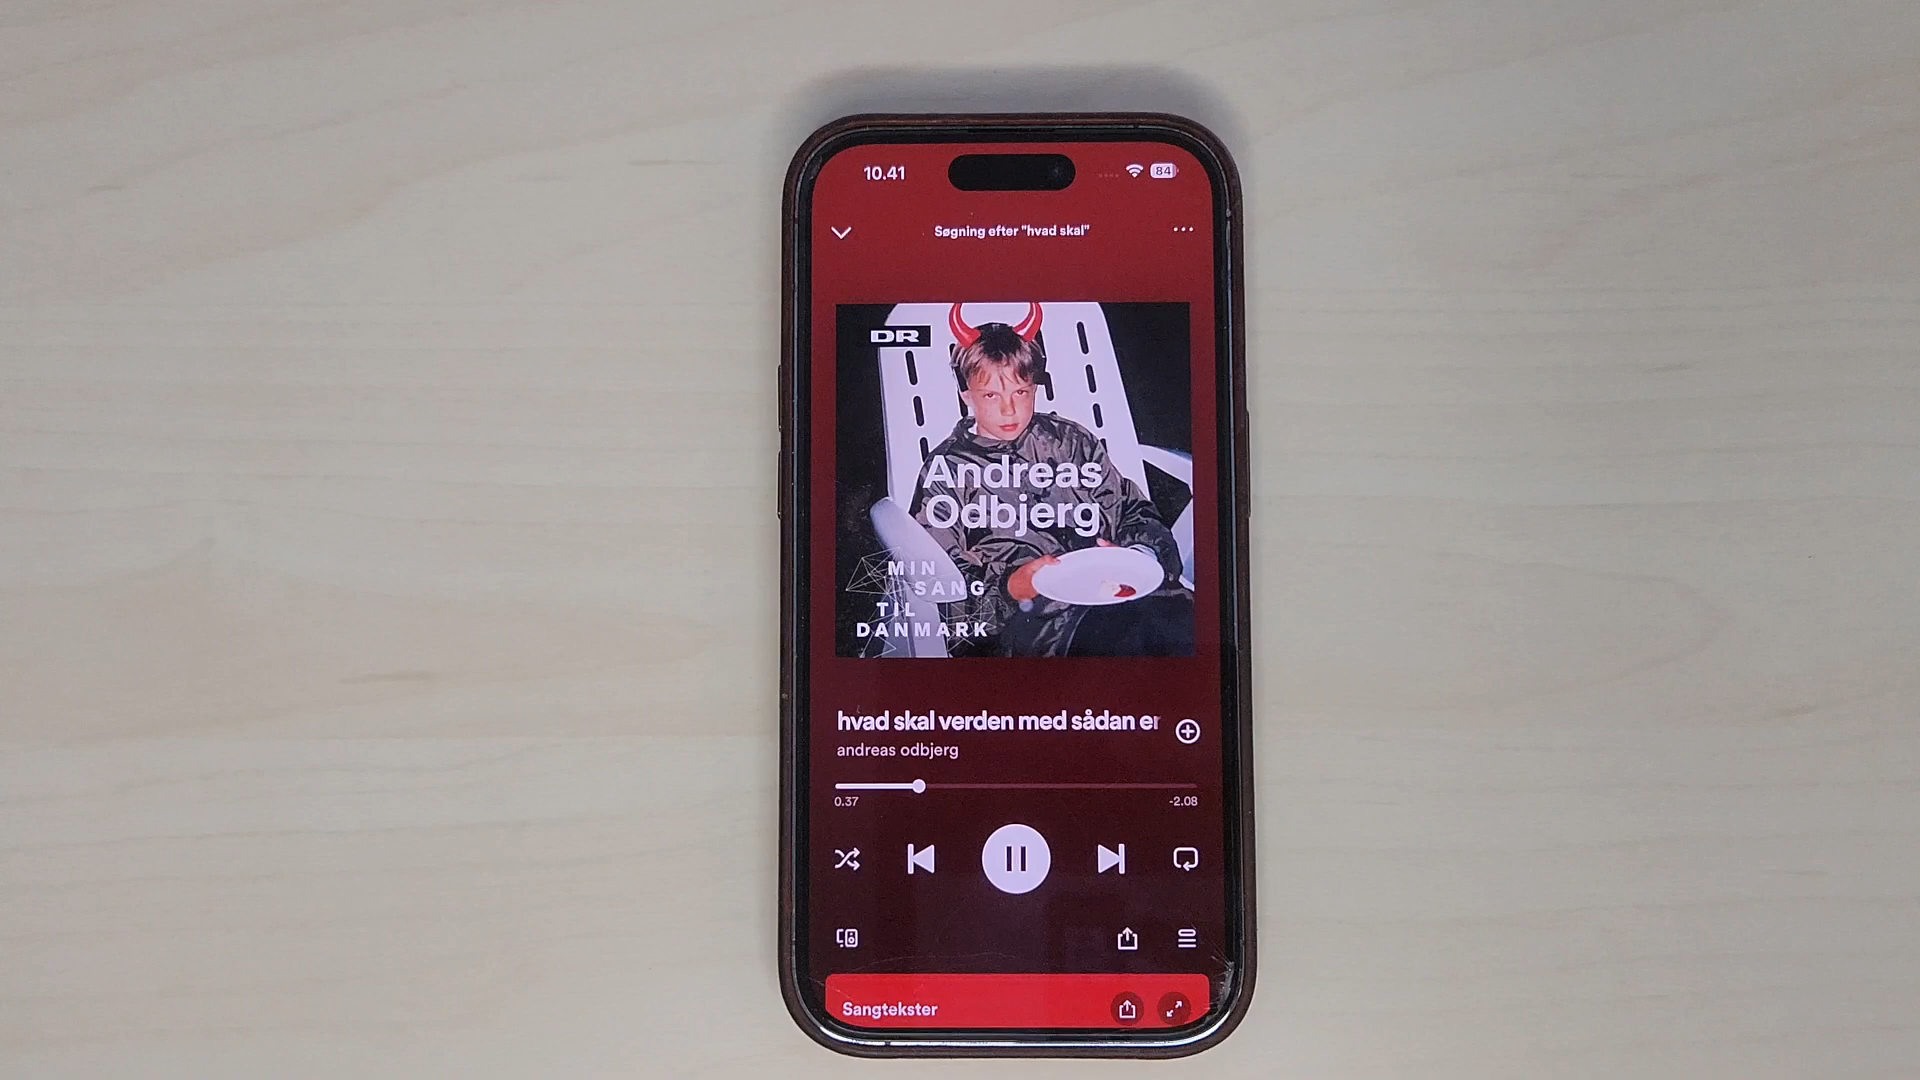 10.41
84
Søgning efter "hvad skal"
DR
Andreas
Odbjerg
MIN
SANG
TIL
DANMARK
hvad skal verden med sådan er
andreas odbjerg
0.37
-2.08
Sangtekster